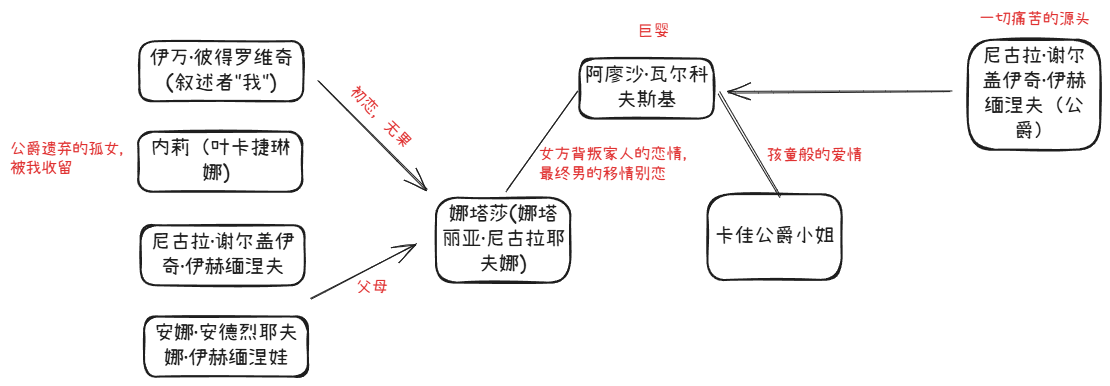 一切痛苦的源头
巨婴
伊万·彼得罗维奇
(叙述者"我")
阿廖沙·瓦尔科
夫斯基
尼古拉·谢尔
盖伊奇·伊赫
缅涅夫（公
爵）
初恋，无果
公爵遗弃的孤女，
被我收留
内莉（叶卡捷琳
娜)
女方背叛家人的恋情，
最终男的移情别恋
孩童般的爱情
娜塔莎(娜塔
丽亚·尼古拉耶
夫娜)
卡佳公爵小姐
尼古拉·谢尔盖伊
奇·伊赫缅涅夫
父母
安娜·安德烈耶夫
娜·伊赫缅涅娃